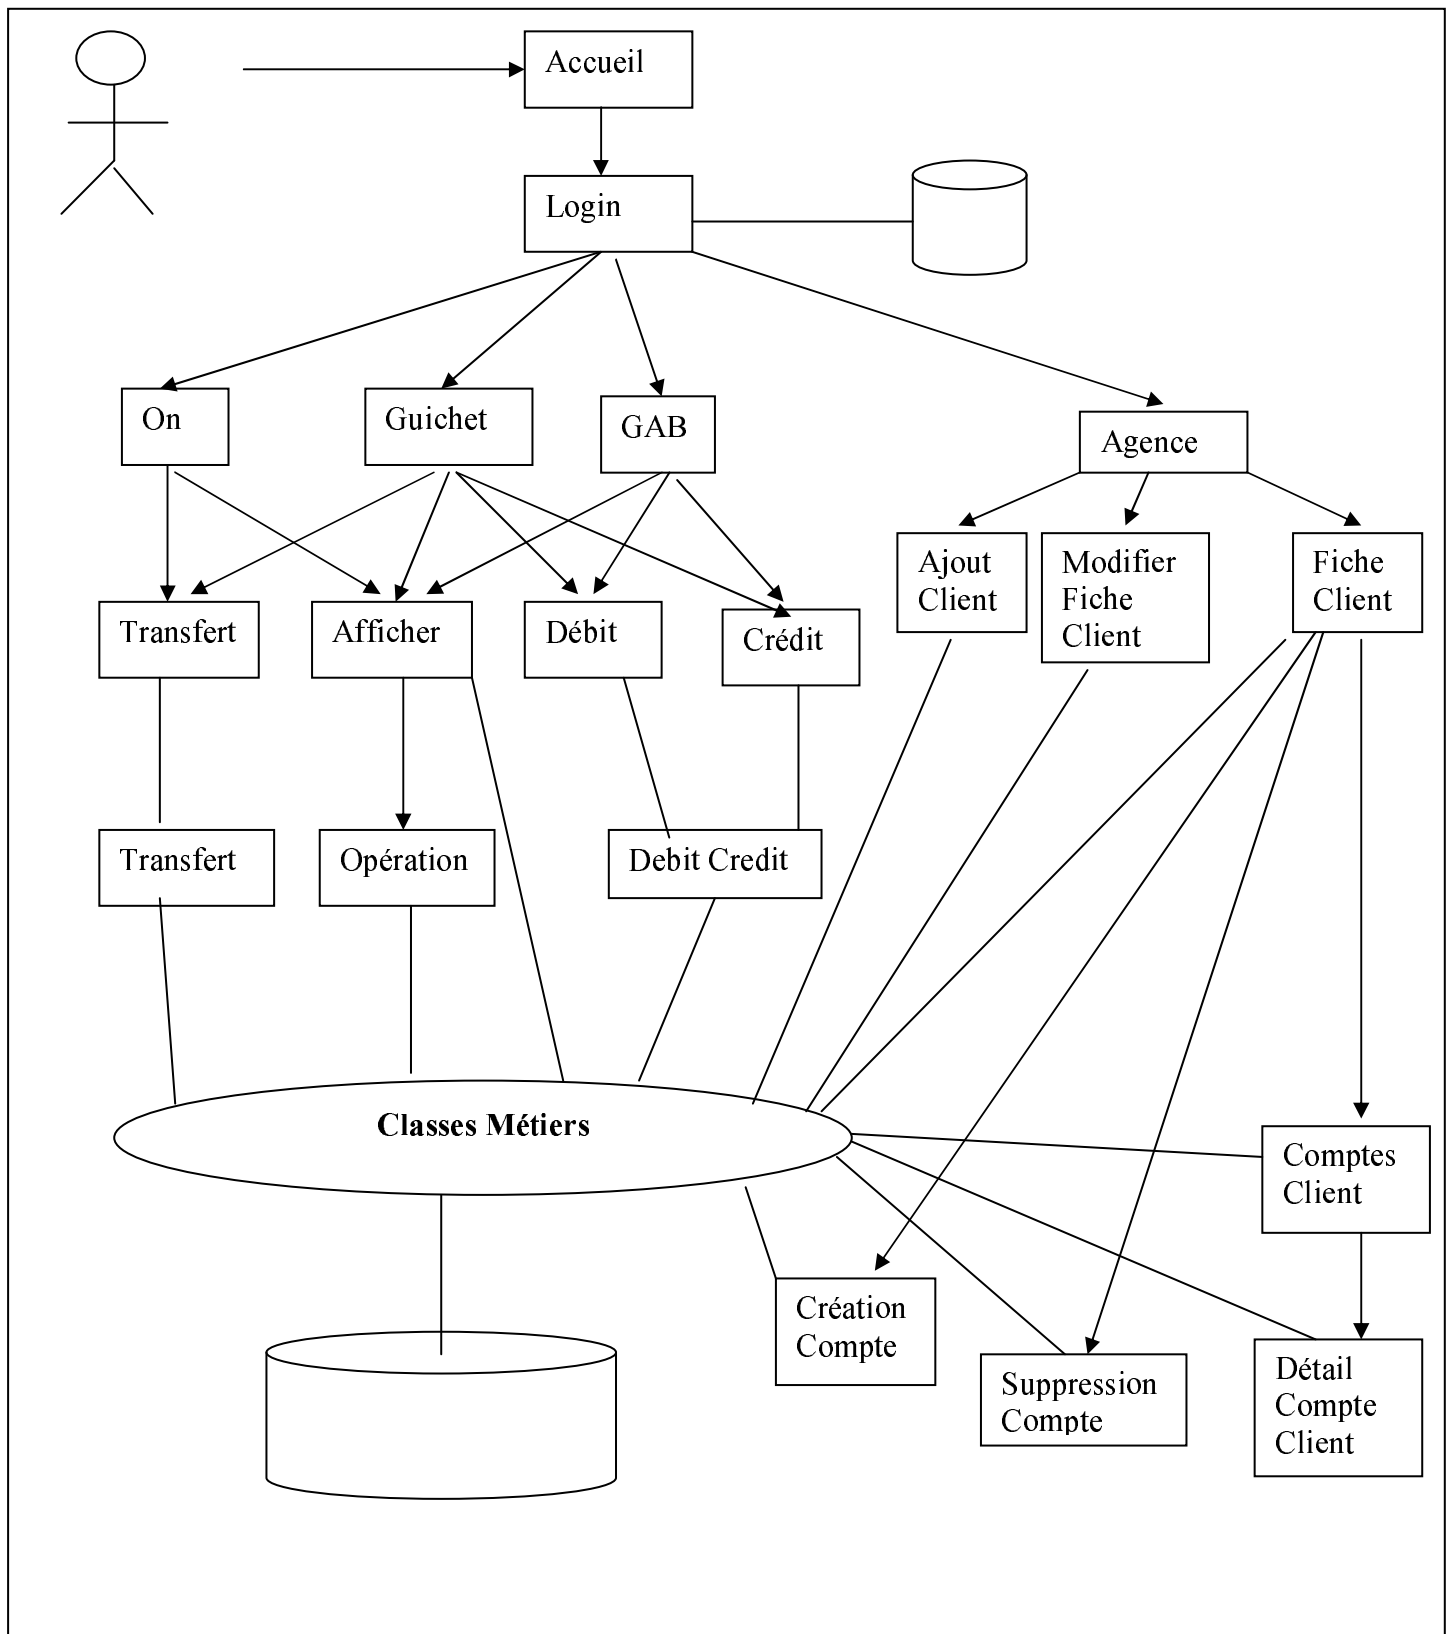 Accueil
Login
On
Guichet
GAB
Agence
Ajout
Client
Modifier
Fiche
Client
Fiche
Client
Transfert
Afficher
Débit
Crédit
Transfert
Opération
Debit Credit
Classes Métiers
Comptes
Client
Création
Compte
Suppression
Compte
Détail
Compte
Client